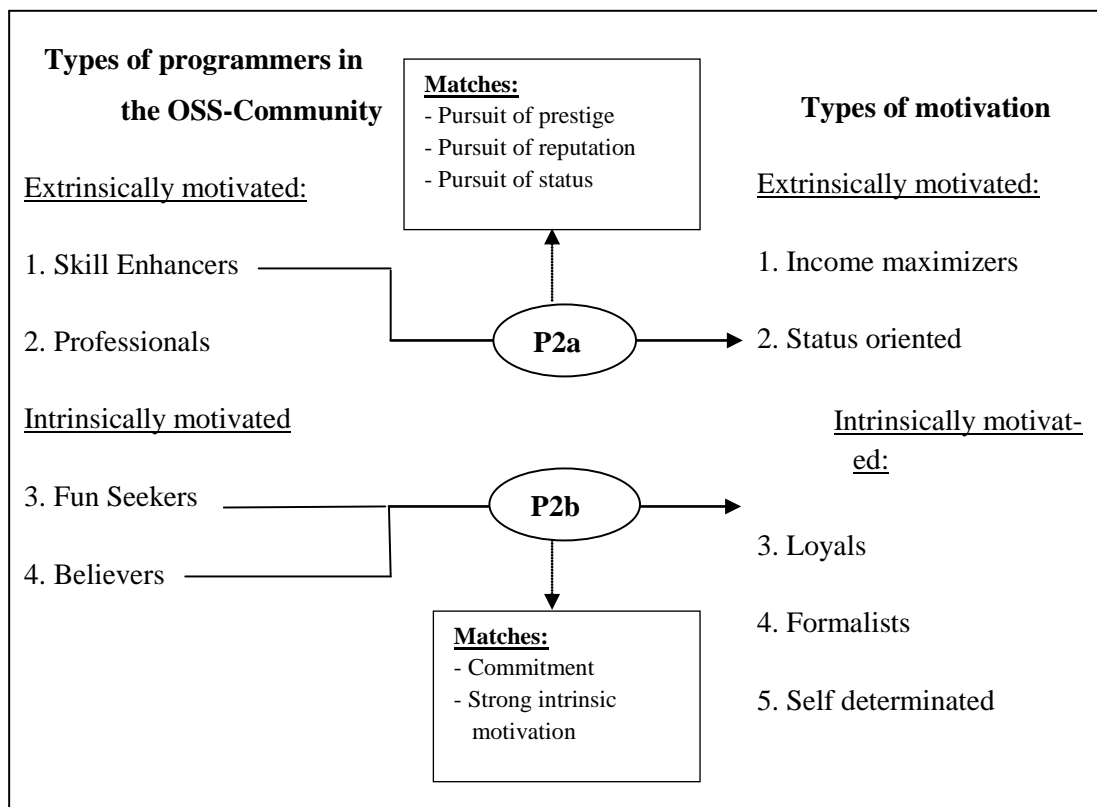 Types of programmers in
the OSS-Community
Extrinsically motivated:
1. Skill Enhancers
2. Professionals
Intrinsically motivated
3. Fun Seekers
4. Believers
Matches:
- Pursuit of prestige
- Pursuit of reputation
- Pursuit of status
P2a
P2b
Matches:
- Commitment
- Strong intrinsic
motivation
Types of motivation
Extrinsically motivated:
1. Income maximizers
2. Status oriented
Intrinsically motivat-
ed:
3. Loyals
4. Formalists
5. Self determinated